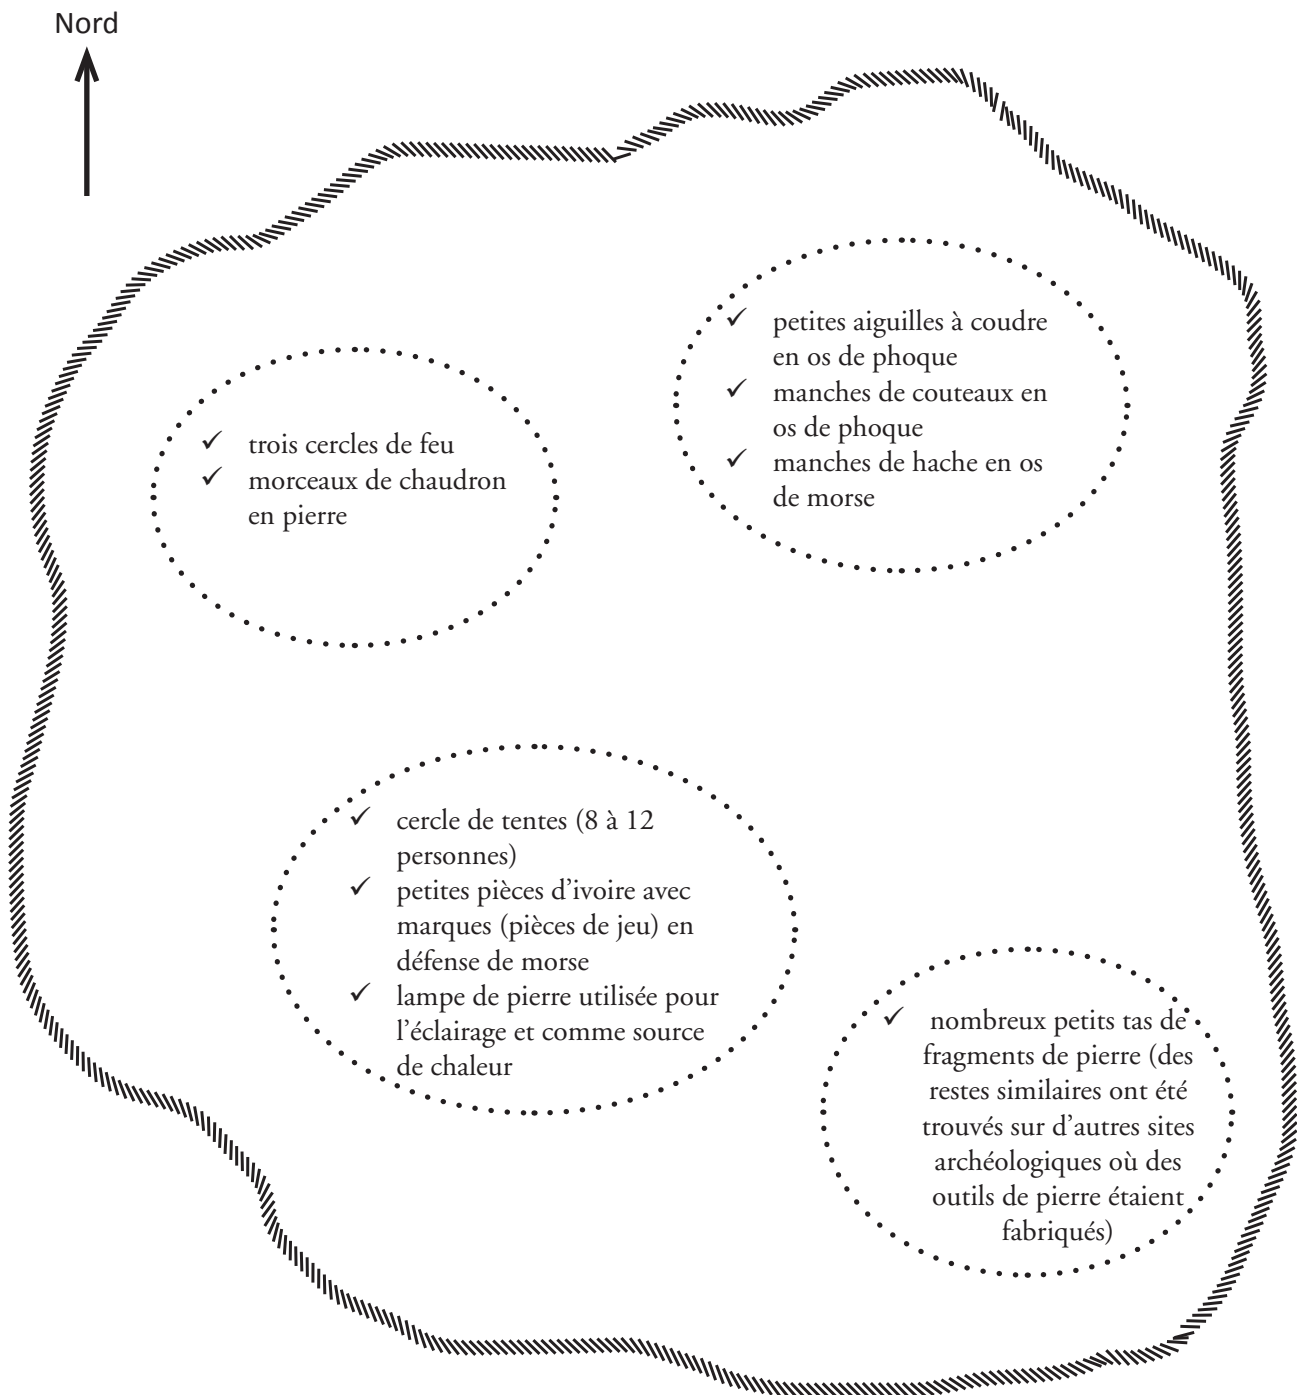 Nord
✓ petites aiguilles à coudre
en os de phoque
✓ manches de couteaux en
os de phoque
✓ manches de hache en os
de morse
✓ trois cercles de feu
✓ morceaux de chaudron
en pierre
✓ cercle de tentes (8 à 12
personnes)
✓ petites pièces d'ivoire avec
marques (pièces de jeu) en
défense de morse
✓ lampe de pierre utilisée pour
l'éclairage et comme source
de chaleur
✓ nombreux petits tas de
fragments de pierre (des
restes similaires ont été
trouvés sur d'autres sites
archéologiques où des
outils de pierre étaient
fabriqués)